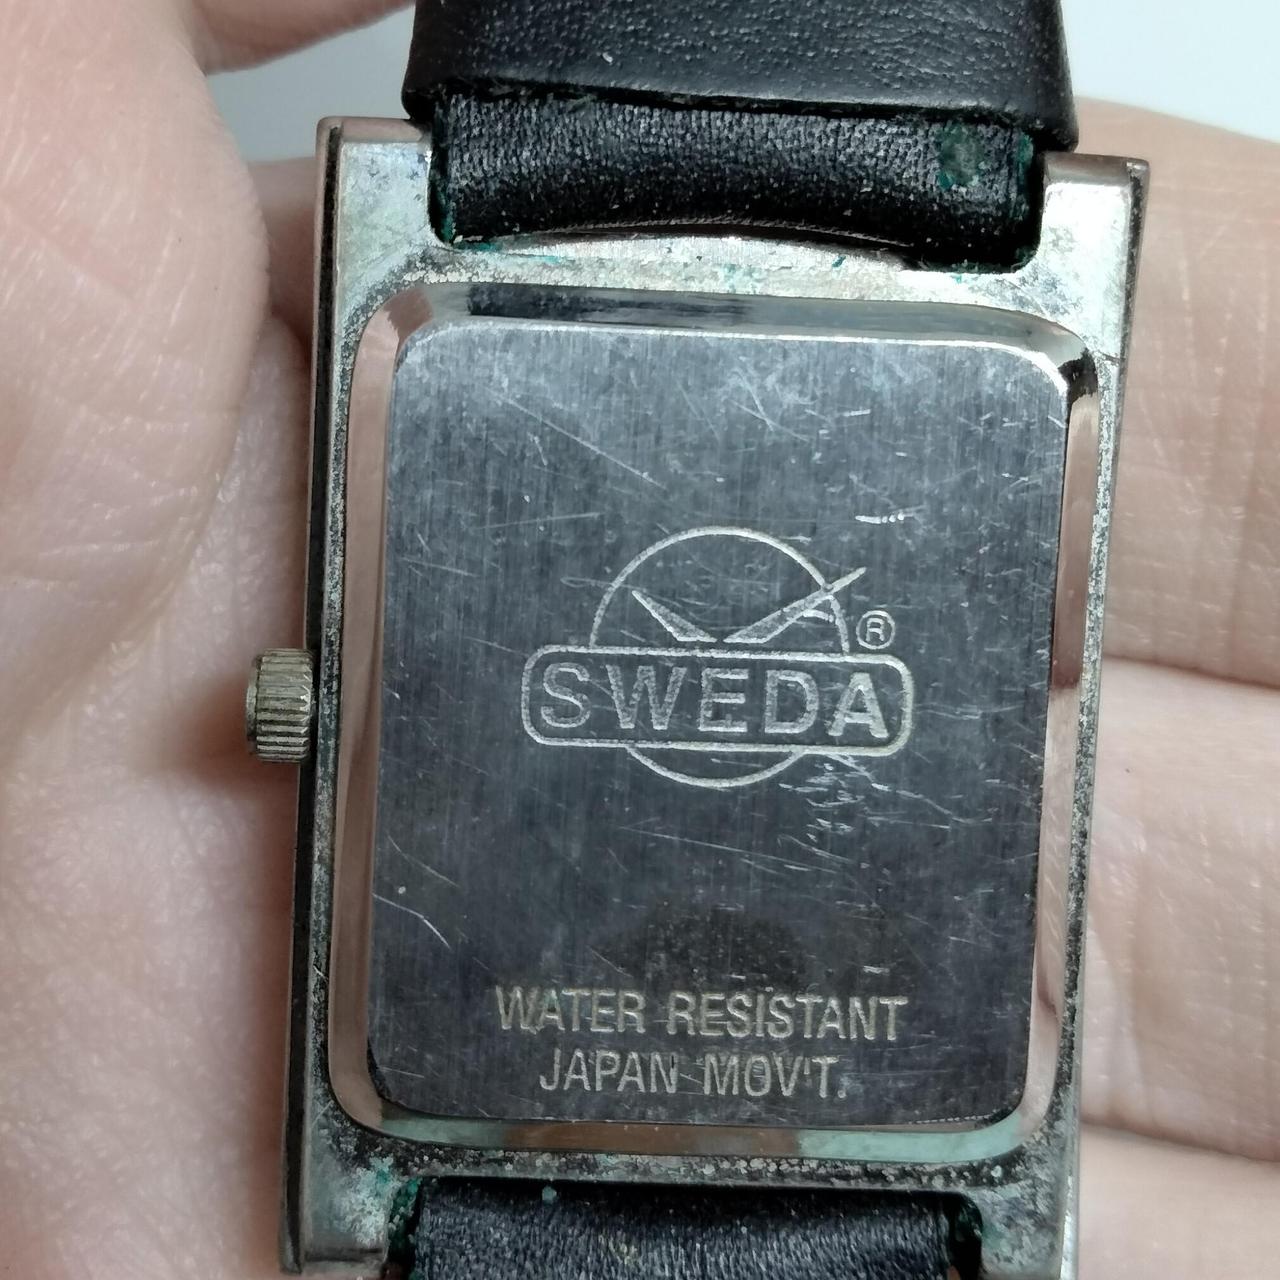 ®
SWEDA
WATER RESISTANT
JAPAN MOV'T.